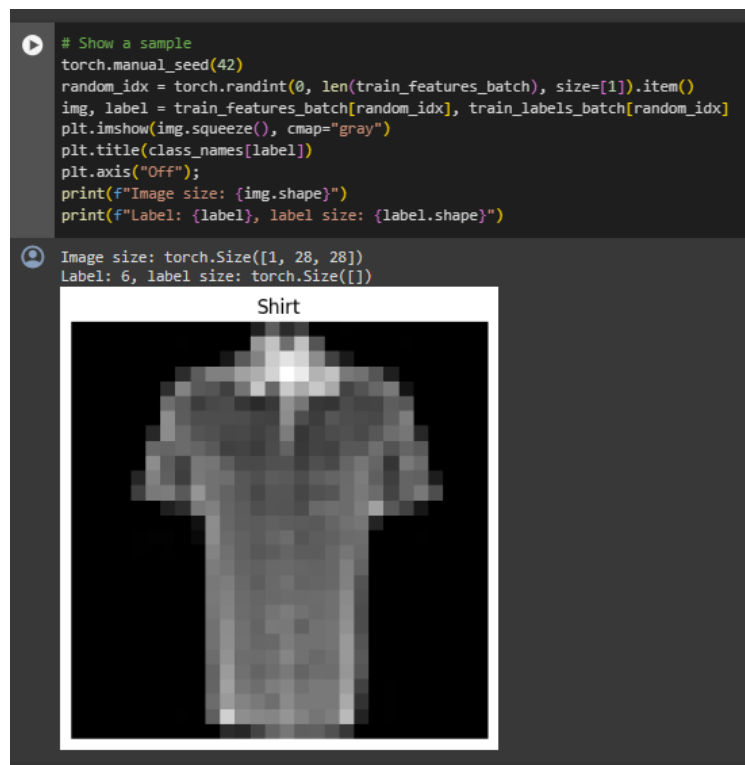 # Show a sample
torch.manual_seed(42)
random_idx = torch.randint(0, len(train_features_batch), size=[1]).item()
img, label = train_features_batch[random_idx], train_labels_batch[random_idx]
plt.imshow(img.squeeze(), cmap="gray")
plt.title(class_names[label])
plt.axis("Off");
print(f"Image size: {img.shape}")
print(f"Label: {label}, label size: {label.shape}")
Image size: torch.Size([1, 28, 28])
Label: 6, label size: torch.Size([])
Shirt